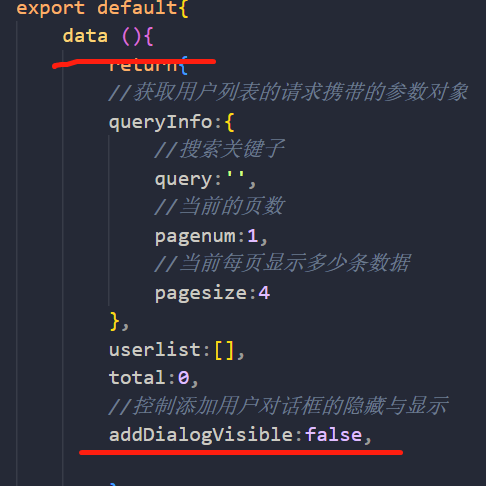 export default{
data (){
return{
//获取用户列表的请求携带的参数对象
queryInfo:{
//搜索关键子
query:'',
//当前的页数
pagenum:1,
//当前每页显示多少条数据
pagesize:4
},
userlist:[],
total:0,
//控制添加用户对话框的隐藏与显示
addDialogVisible:false,
}